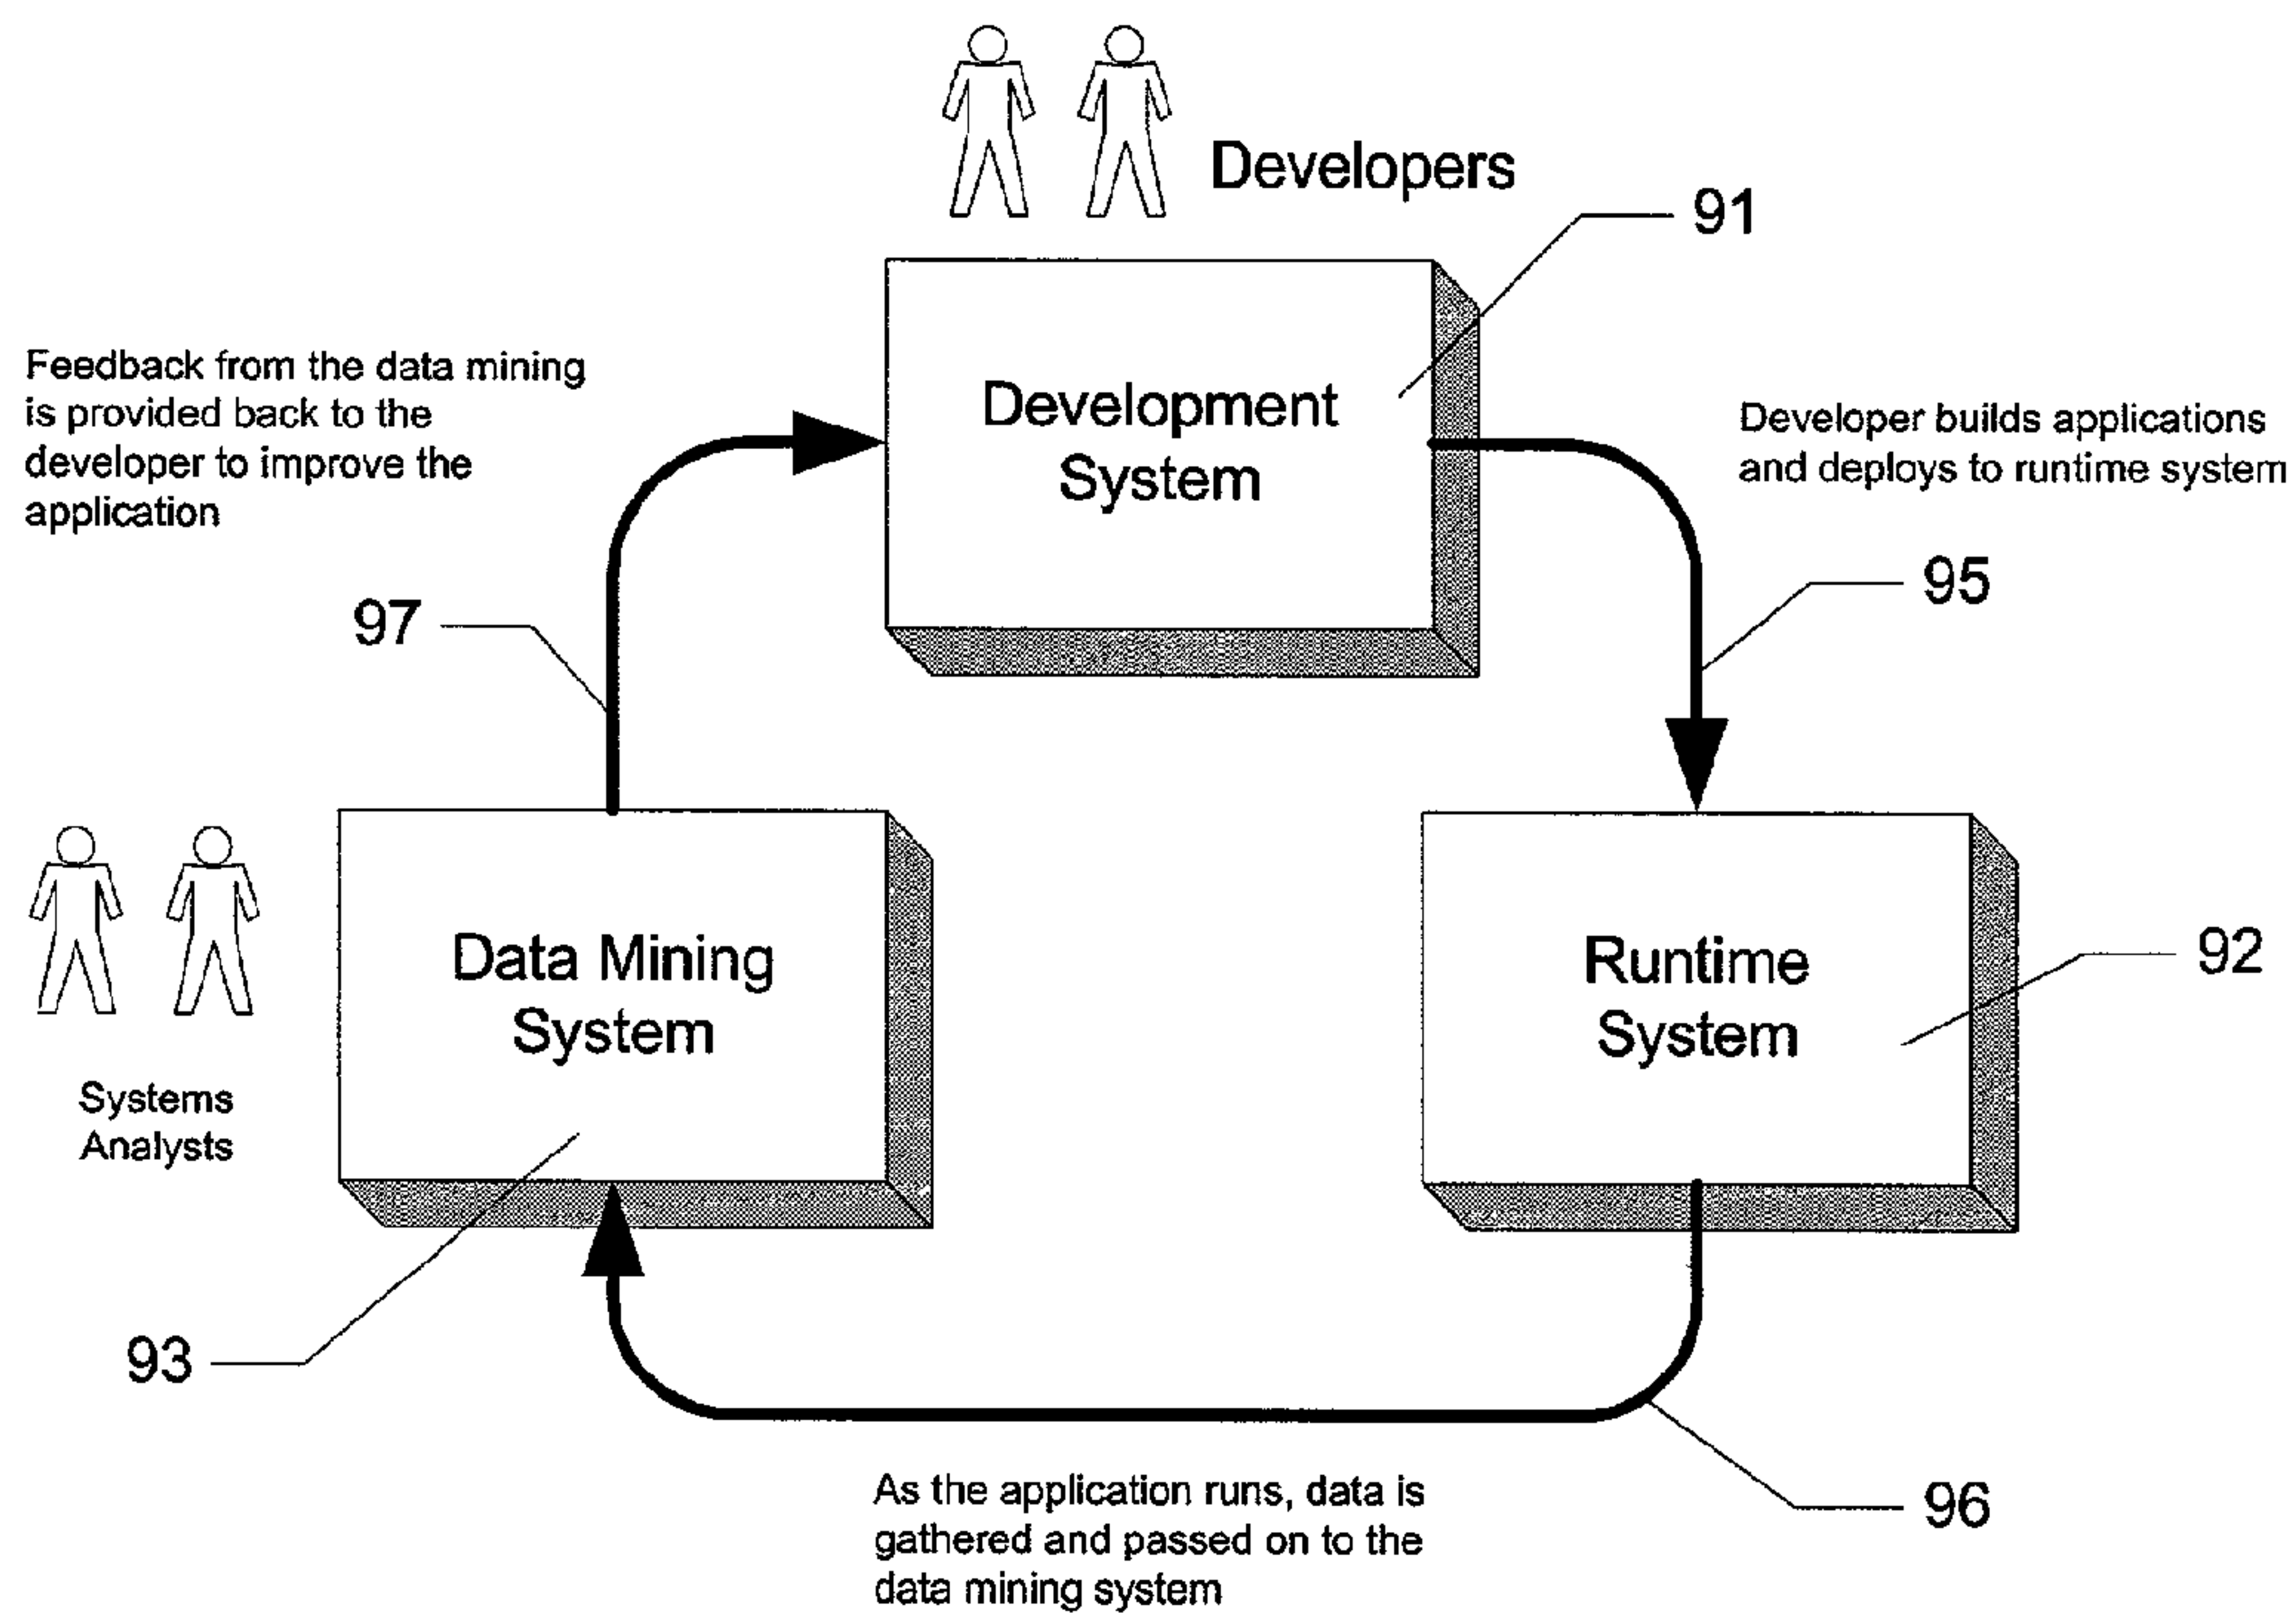 Developers
91
Feedback from the data mining
is provided back to the
developer to improve the
application
Development
System
Developer builds applications
and deploys to runtime system
95
97
Data Mining
System
Runtime
System
92
Systems
Analysts
93
As the application runs, data is
gathered and passed on to the
data mining system
96